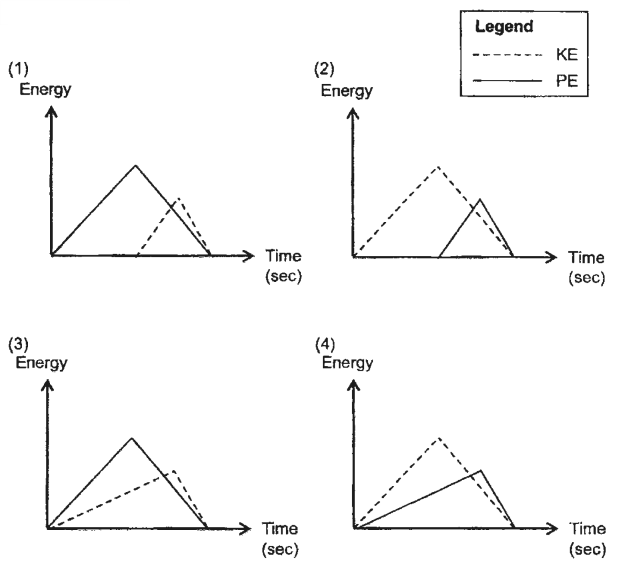 Legend
KE
PE
(1)
Energy
Time
(sec)
(2)
Energy
Time
(sec)
(3)
Energy
Time
(sec)
(4)
Energy
Time
(sec)